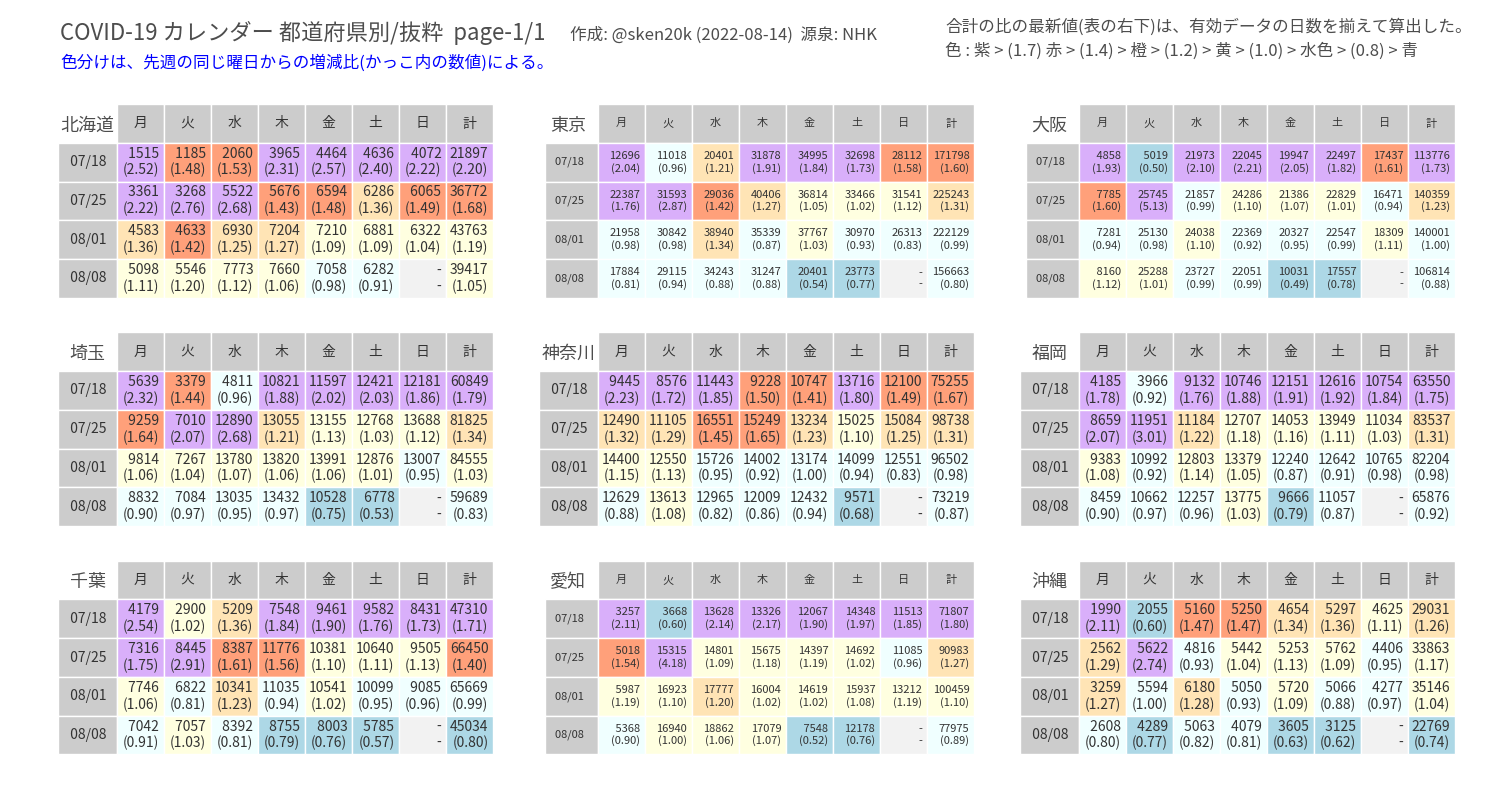 COVID-19 カレンダー 都道府県別/抜粋 page-1/1 作成: @sken20k (2022-08-14) 源泉: NHK
合計の比の最新値(表の右下)は、有効データの日数を揃えて算出した。
色分けは、先週の同じ曜日からの増減比(かっこ内の数値)による。
色 : 紫 > (1.7) 赤 > (1.4) > 橙 > (1.2) > 黄 > (1.0) > 水色 > (0.8) > 青
北海道 月 火 水 木 金 土 日 計
07/18 1515 1185 2060 3965 4464 4636 4072 21897
(2.52) (1.48) (1.53) (2.31) (2.57) (2.40) (2.22) (2.20)
07/25 3361 3268 5522 5676 6594 6286 6065 36772
(2.22) (2.76) (2.68) (1.43) (1.48) (1.36) (1.49) (1.68)
08/01 4583 4633 6930 7204 7210 6881 6322 43763
(1.36) (1.42) (1.25) (1.27) (1.09) (1.09) (1.04) (1.19)
08/08 5098 5546 7773 7660 7058 6282 - 39417
(1.11) (1.20) (1.12) (1.06) (0.98) (0.91) - (1.05)
東京 月 火 水 木 金 土 日 計
07/18 12696 11018 20401 31878 34995 32698 28112 171798
(2.04) (0.96) (1.21) (1.91) (1.84) (1.73) (1.58) (1.60)
07/25 22387 31593 29036 40406 36814 33466 31541 225243
(1.76) (2.87) (1.42) (1.27) (1.05) (1.02) (1.12) (1.31)
08/01 21958 30842 38940 35339 37767 30970 26313 222129
(0.98) (0.98) (1.34) (0.87) (1.03) (0.93) (0.83) (0.99)
08/08 17884 29115 34243 31247 20401 23773 - 156663
(0.81) (0.94) (0.88) (0.88) (0.54) (0.77) - (0.80)
大阪 月 火 水 木 金 土 日 計
07/18 4858 5019 21973 22045 19947 22497 17437 113776
(1.93) (0.50) (2.10) (2.21) (2.05) (1.82) (1.61) (1.73)
07/25 7785 25745 21857 24286 21386 22829 16471 140359
(1.60) (5.13) (0.99) (1.10) (1.07) (1.01) (0.94) (1.23)
08/01 7281 25130 24038 22369 20327 22547 18309 140001
(0.94) (0.98) (1.10) (0.92) (0.95) (0.99) (1.11) (1.00)
08/08 8160 25288 23727 22051 10031 17557 - 106814
(1.12) (1.01) (0.99) (0.99) (0.49) (0.78) - (0.88)
埼玉 月 火 水 木 金 土 日 計
07/18 5639 3379 4811 10821 11597 12421 12181 60849
(2.32) (1.44) (0.96) (1.88) (2.02) (2.03) (1.86) (1.79)
07/25 9259 7010 12890 13055 13155 12768 13688 81825
(1.64) (2.07) (2.68) (1.21) (1.13) (1.03) (1.12) (1.34)
08/01 9814 7267 13780 13820 13991 12876 13007 84555
(1.06) (1.04) (1.07) (1.06) (1.06) (1.01) (0.95) (1.03)
08/08 8832 7084 13035 13432 10528 6778 - 59689
(0.90) (0.97) (0.95) (0.97) (0.75) (0.53) - (0.83)
神奈川 月 火 水 木 金 土 日 計
07/18 9445 8576 11443 9228 10747 13716 12100 75255
(2.23) (1.72) (1.85) (1.50) (1.41) (1.80) (1.49) (1.67)
07/25 12490 11105 16551 15249 13234 15025 15084 98738
(1.32) (1.29) (1.45) (1.65) (1.23) (1.10) (1.25) (1.31)
08/01 14400 12550 15726 14002 13174 14099 12551 96502
(1.15) (1.13) (0.95) (0.92) (1.00) (0.94) (0.83) (0.98)
08/08 12629 13613 12965 12009 12432 9571 - 73219
(0.88) (1.08) (0.82) (0.86) (0.94) (0.68) - (0.87)
福岡 月 火 水 木 金 土 日 計
07/18 4185 3966 9132 10746 12151 12616 10754 63550
(1.78) (0.92) (1.76) (1.88) (1.91) (1.92) (1.84) (1.75)
07/25 8659 11951 11184 12707 14053 13949 11034 83537
(2.07) (3.01) (1.22) (1.18) (1.16) (1.11) (1.03) (1.31)
08/01 9383 10992 12803 13379 12240 12642 10765 82204
(1.08) (0.92) (1.14) (1.05) (0.87) (0.91) (0.98) (0.98)
08/08 8459 10662 12257 13775 9666 11057 - 65876
(0.90) (0.97) (0.96) (1.03) (0.79) (0.87) - (0.92)
千葉 月 火 水 木 金 土 日 計
07/18 4179 2900 5209 7548 9461 9582 8431 47310
(2.54) (1.02) (1.36) (1.84) (1.90) (1.76) (1.73) (1.71)
07/25 7316 8445 8387 11776 10381 10640 9505 66450
(1.75) (2.91) (1.61) (1.56) (1.10) (1.11) (1.13) (1.40)
08/01 7746 6822 10341 11035 10541 10099 9085 65669
(1.06) (0.81) (1.23) (0.94) (1.02) (0.95) (0.96) (0.99)
08/08 7042 7057 8392 8755 8003 5785 - 45034
(0.91) (1.03) (0.81) (0.79) (0.76) (0.57) - (0.80)
愛知 月 火 水 木 金 土 日 計
07/18 3257 3668 13628 13326 12067 14348 11513 71807
(2.11) (0.60) (2.14) (2.17) (1.90) (1.97) (1.85) (1.80)
07/25 5018 15315 14801 15675 14397 14692 11085 90983
(1.54) (4.18) (1.09) (1.18) (1.19) (1.02) (0.96) (1.27)
08/01 5987 16923 17777 16004 14619 15937 13212 100459
(1.19) (1.10) (1.20) (1.02) (1.02) (1.08) (1.19) (1.10)
08/08 5368 16940 18862 17079 7548 12178 - 77975
(0.90) (1.00) (1.06) (1.07) (0.52) (0.76) - (0.89)
沖縄 月 火 水 木 金 土 日 計
07/18 1990 2055 5160 5250 4654 5297 4625 29031
(2.11) (0.60) (1.47) (1.47) (1.34) (1.36) (1.11) (1.26)
07/25 2562 5622 4816 5442 5253 5762 4406 33863
(1.29) (2.74) (0.93) (1.04) (1.13) (1.09) (0.95) (1.17)
08/01 3259 5594 6180 5050 5720 5066 4277 35146
(1.27) (1.00) (1.28) (0.93) (1.09) (0.88) (0.97) (1.04)
08/08 2608 4289 5063 4079 3605 3125 - 22769
(0.80) (0.77) (0.82) (0.81) (0.63) (0.62) - (0.74)